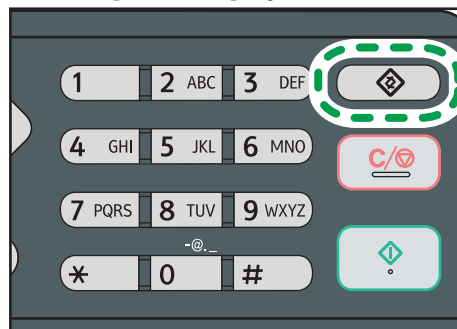 1 2 ABC 3 DEF
4 GHI 5 JKL 6 MNO C/
7 PQRS 8 TUV 9 WXYZ
-@._
* 0 #